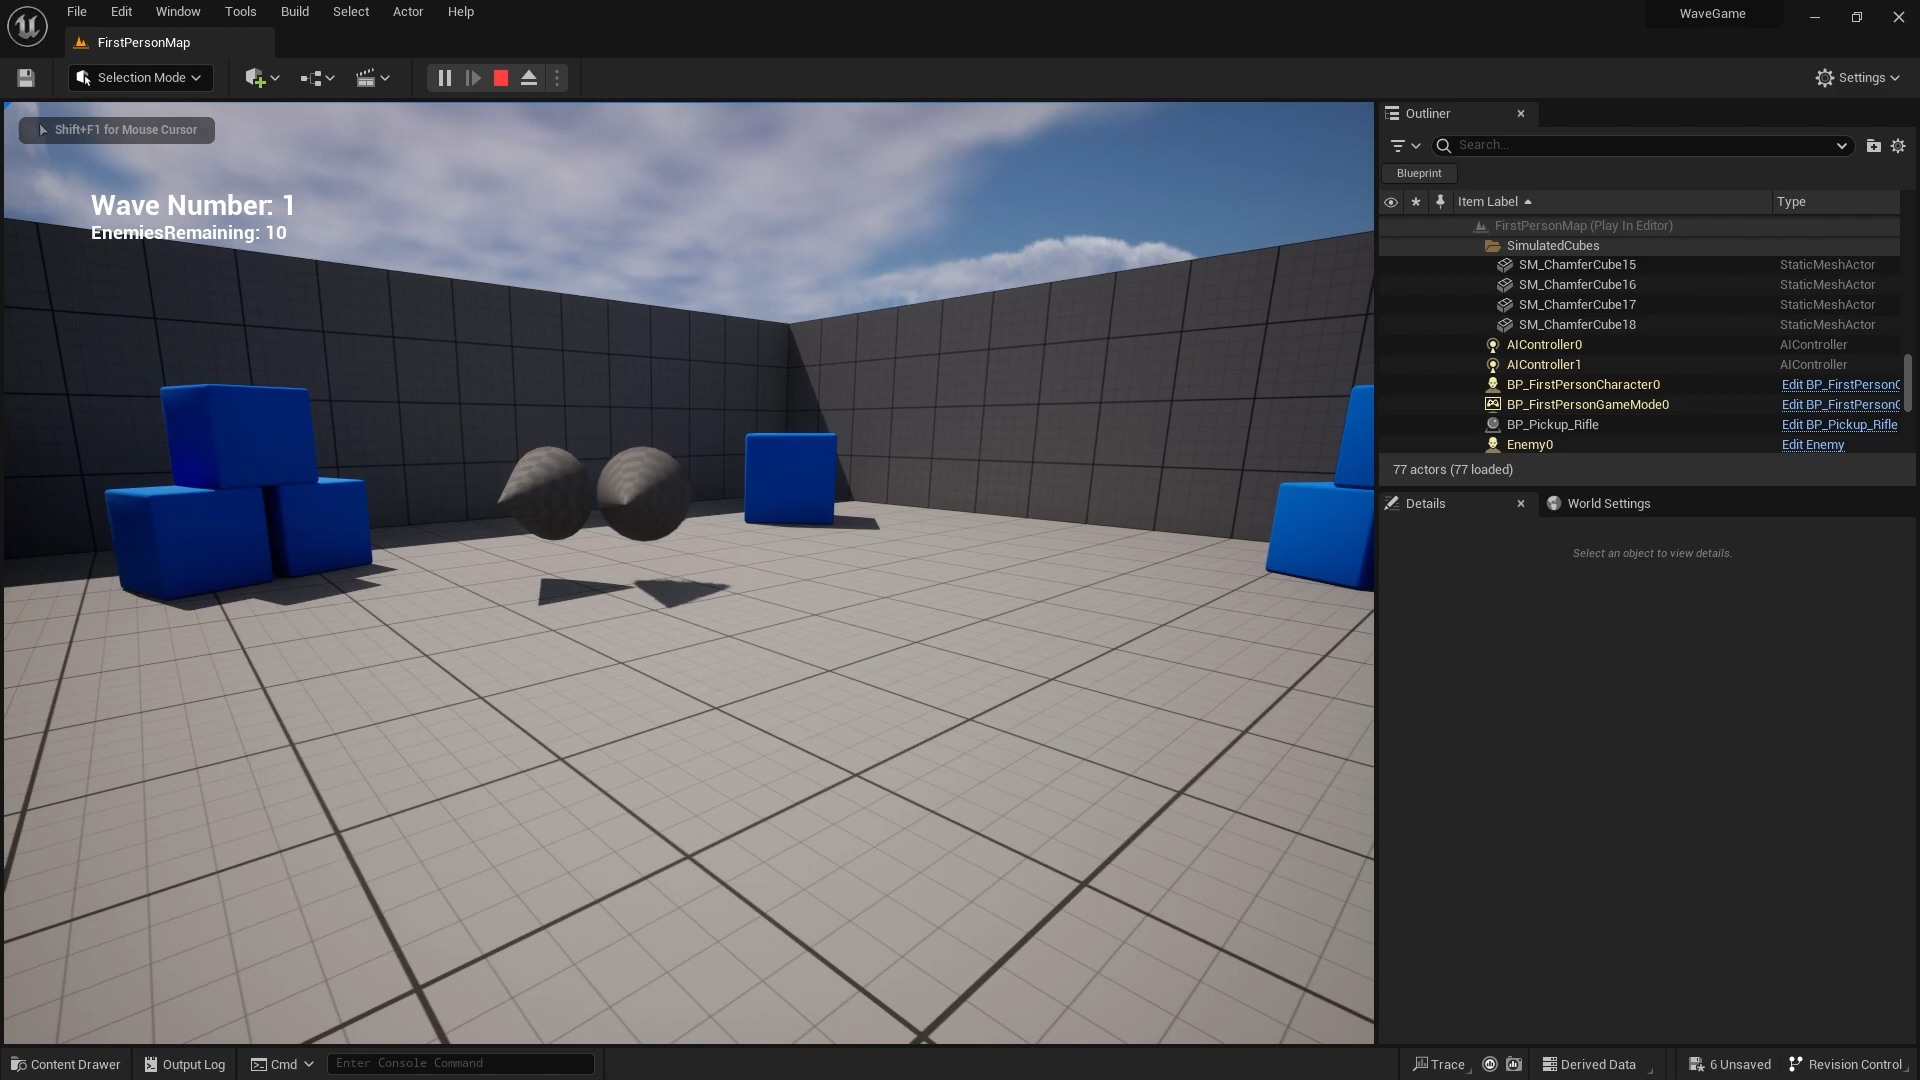 File Edit Window Tools Build Select Actor Help
WaveGame
FirstPersonMap
Selection Mode
Settings
Shift+F1 for Mouse Cursor
Wave Number: 1
EnemiesRemaining: 10
Outliner
Search...
Blueprint
Item Label Type
FirstPersonMap (Play In Editor)
SimulatedCubes
SM_ChamferCube15 StaticMeshActor
SM_ChamferCube16 StaticMeshActor
SM_ChamferCube17 StaticMeshActor
SM_ChamferCube18 StaticMeshActor
AIController0 AIController
AIController1 AIController
BP_FirstPersonCharacter0 Edit BP_FirstPersonC
BP_FirstPersonGameMode0 Edit BP_FirstPersonG
BP_Pickup_Rifle Edit BP_Pickup_Rifle
Enemy0 Edit Enemy
77 actors (77 loaded)
Details World Settings
Select an object to view details.
Content Drawer Output Log Cmd Enter Console Command Trace Derived Data 6 Unsaved Revision Control